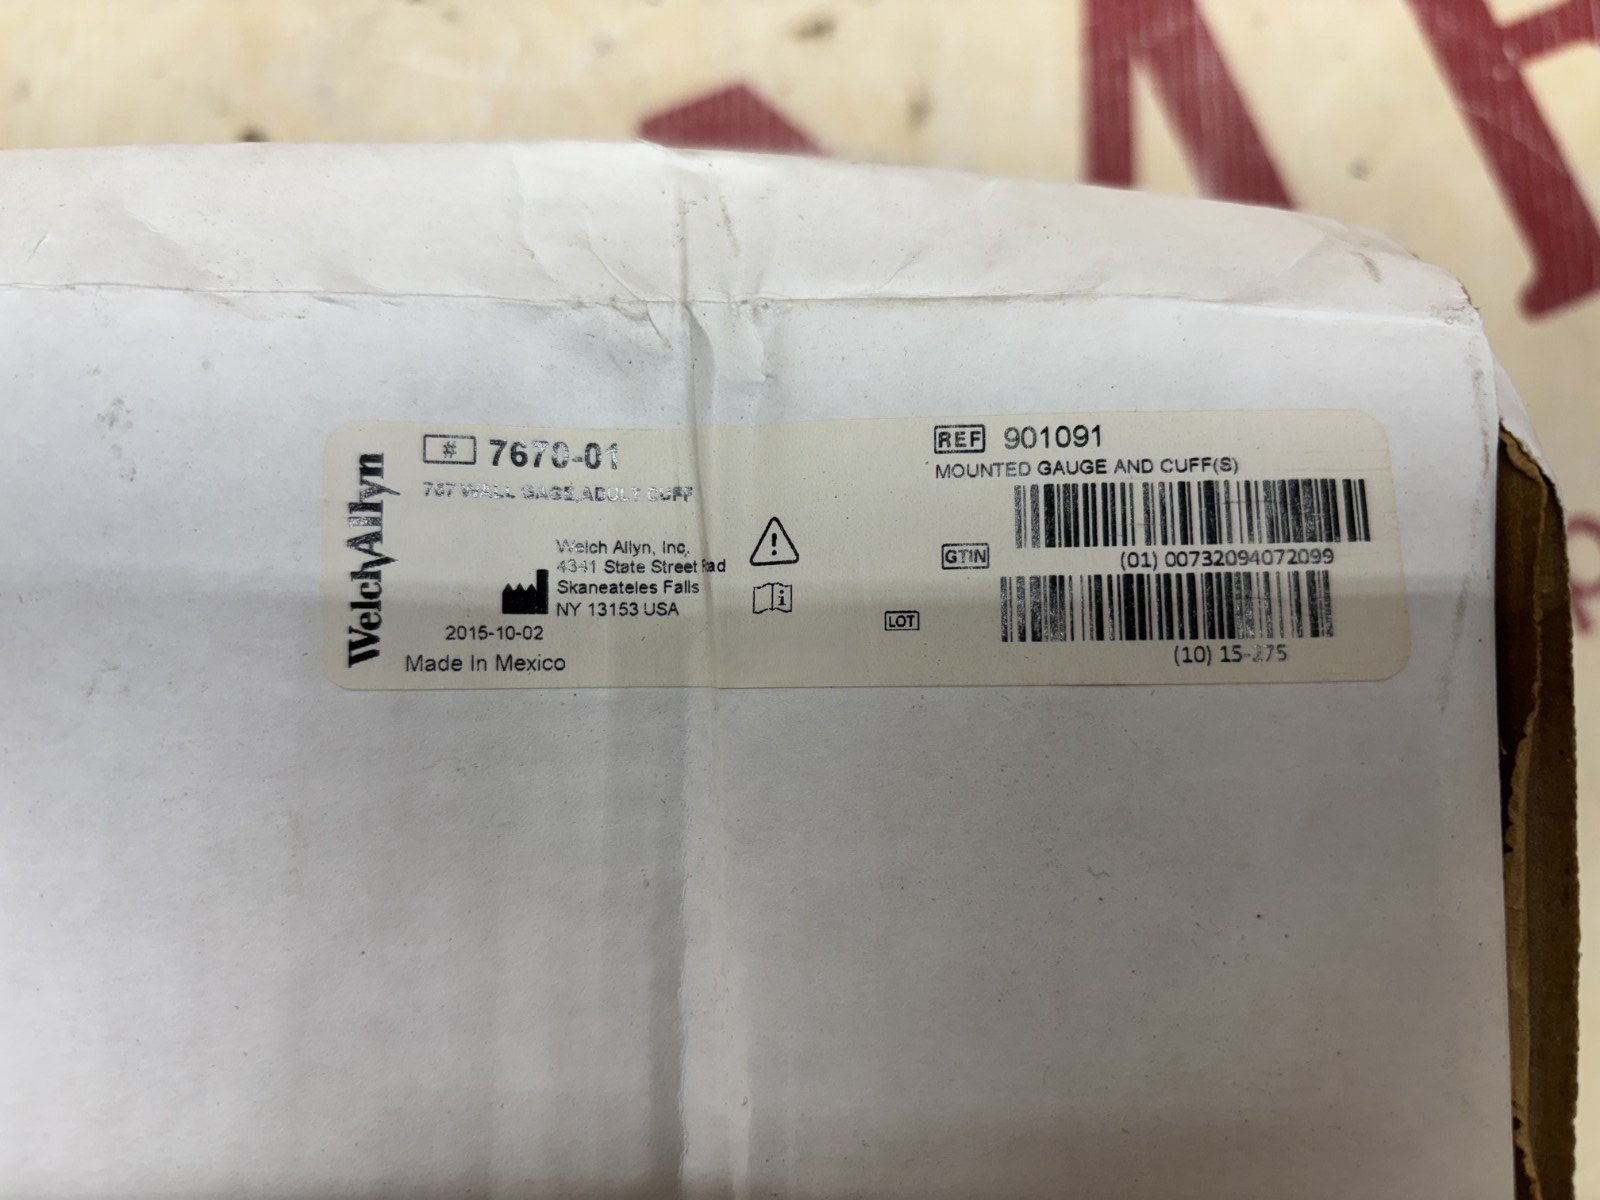 WelchAllyn
# 7670-01
767 WALL GAGE,ADULT CUFF
Welch Allyn, Inc.
4341 State Street Rad
Skaneateles Falls
NY 13153 USA
2015-10-02
Made In Mexico
REF 901091
MOUNTED GAUGE AND CUFF(S)
GTIN
(01) 00732094072099
LOT
(10) 15-275